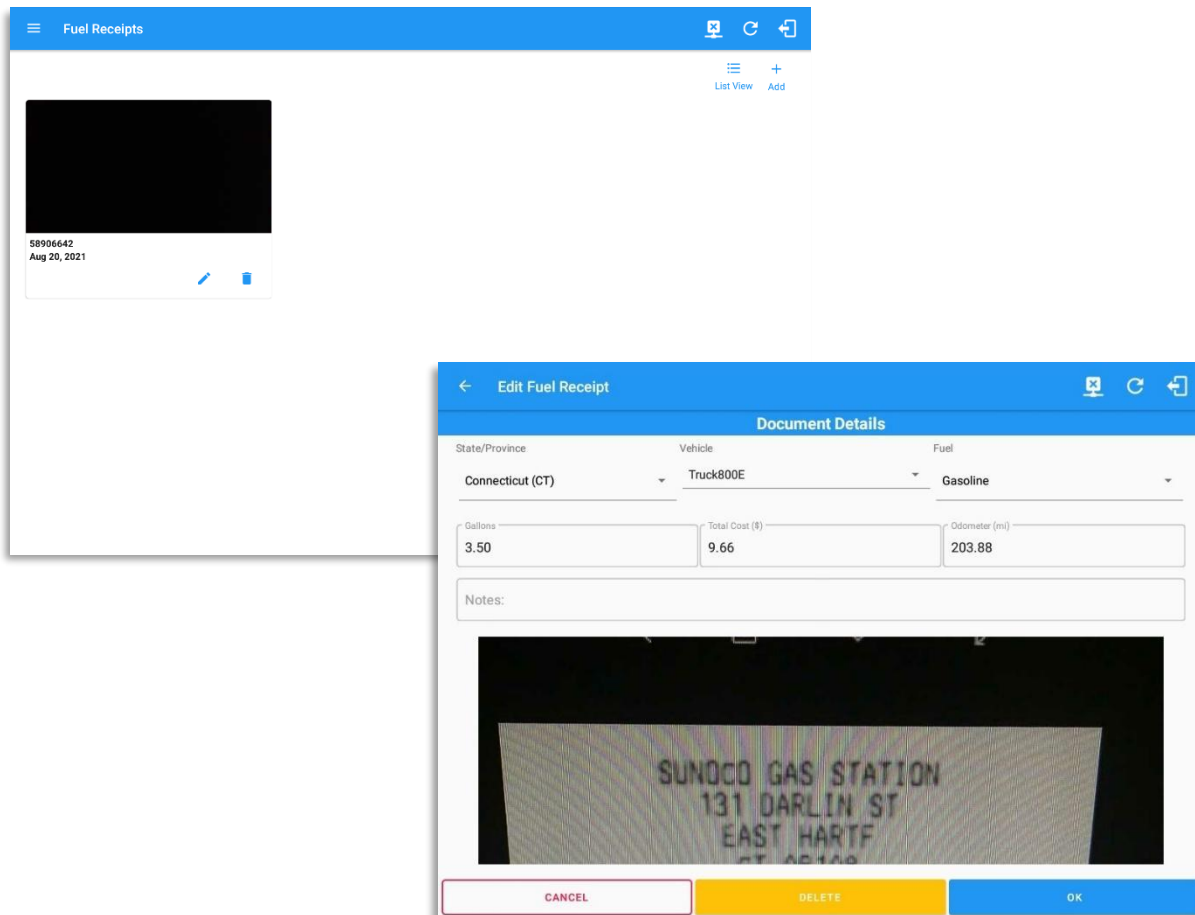 Fuel Receipts
List View Add
58906642
Aug 20, 2021
Edit Fuel Receipt
Document Details
State/Province Vehicle Fuel
Connecticut (CT) Truck800E Gasoline
Gallons Total Cost ($) Odometer (mi)
3.50 9.66 203.88
Notes:
SUNOCO GAS STATION
131 DARLIN ST
EAST HARTF
CANCEL DELETE OK